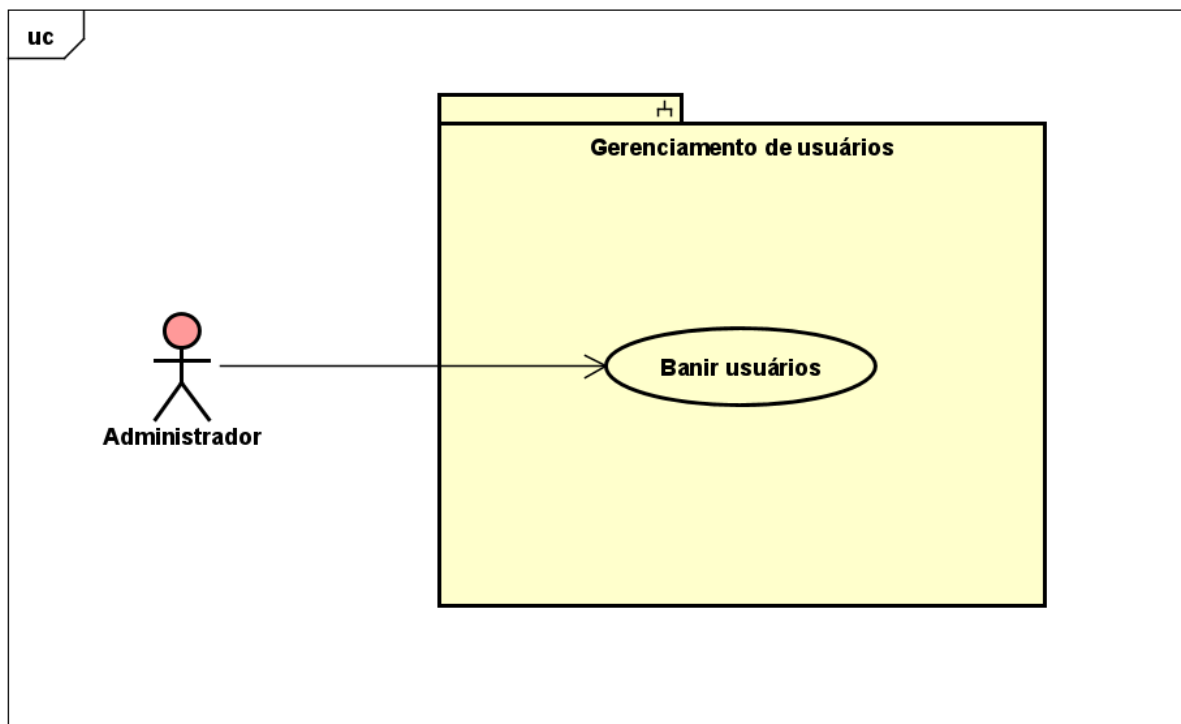 uc
Gerenciamento de usuários
Banir usuários
Administrador